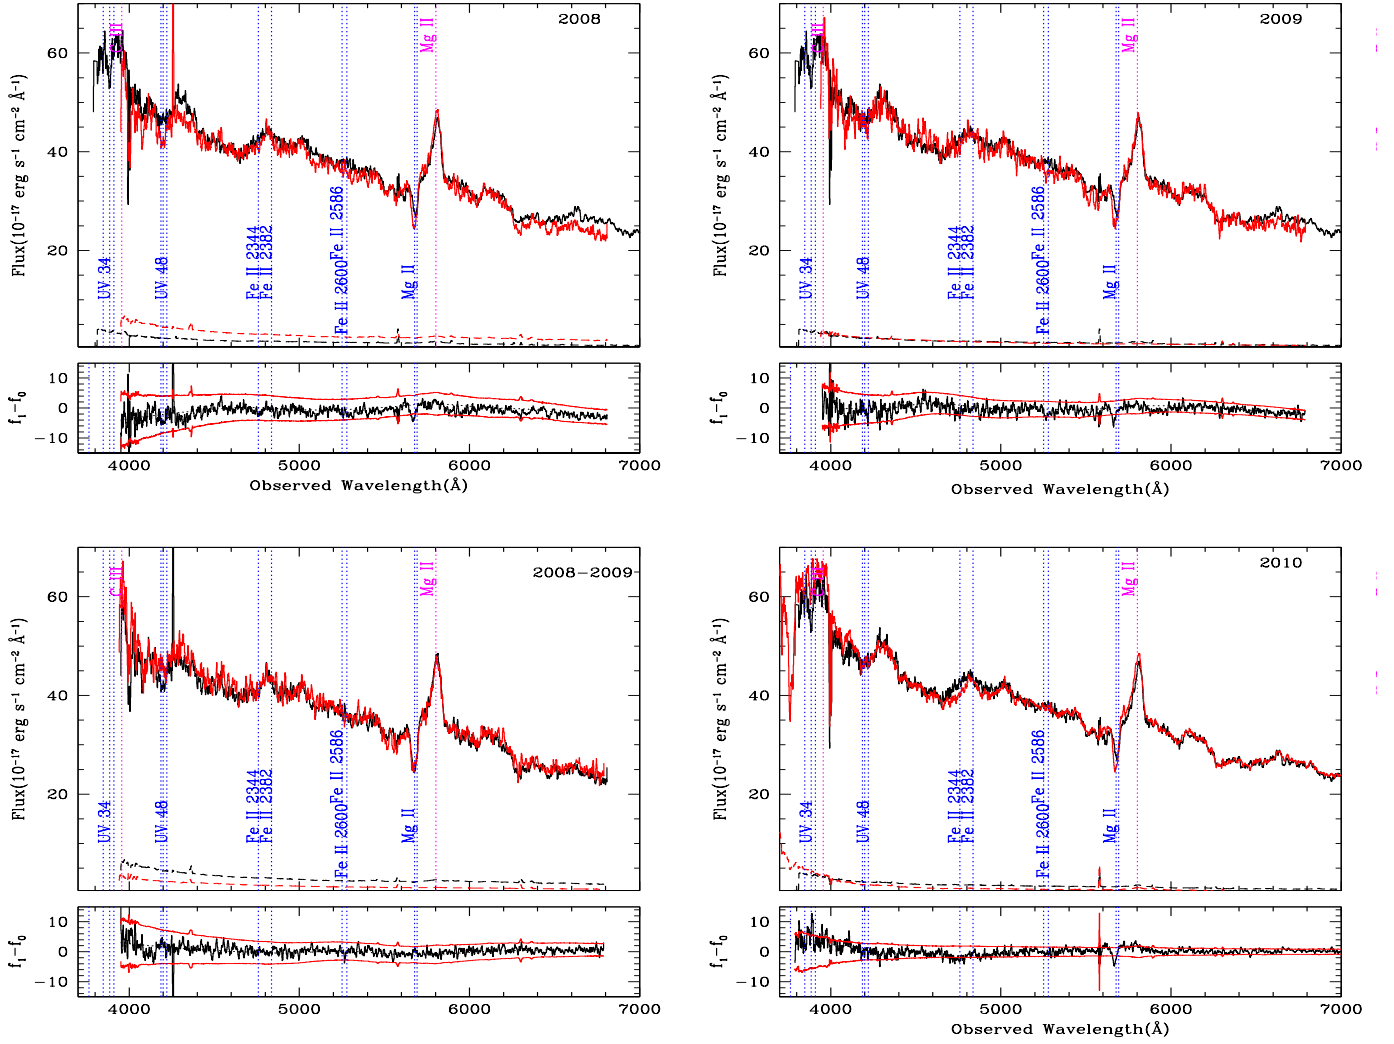 2008
C III
Mg II
60
40
20
Flux(10⁻¹⁷ erg s⁻¹ cm⁻² Å⁻¹)
UV 34
UV 48
Fe II 2344
Fe II 2382
Fe II 2600
Fe II 2586
Mg II
10
0
−10
f₁−f₀
4000 5000 6000 7000
Observed Wavelength(Å)
2009
Mg II
60
40
20
Flux(10⁻¹⁷ erg s⁻¹ cm⁻² Å⁻¹)
UV 34
UV 48
Fe II 2344
Fe II 2382
Fe II 2600
Fe II 2586
Mg II
10
0
−10
f₁−f₀
4000 5000 6000 7000
Observed Wavelength(Å)
2008−2009
C III
Mg II
60
40
20
Flux(10⁻¹⁷ erg s⁻¹ cm⁻² Å⁻¹)
UV 34
UV 48
Fe II 2344
Fe II 2382
Fe II 2600
Fe II 2586
Mg II
10
0
−10
f₁−f₀
4000 5000 6000 7000
2010
Mg II
60
40
20
Flux(10⁻¹⁷ erg s⁻¹ cm⁻² Å⁻¹)
UV 34
UV 48
Fe II 2344
Fe II 2382
Fe II 2600
Fe II 2586
Mg II
10
0
−10
f₁−f₀
4000 5000 6000 7000
Observed Wavelength(Å)